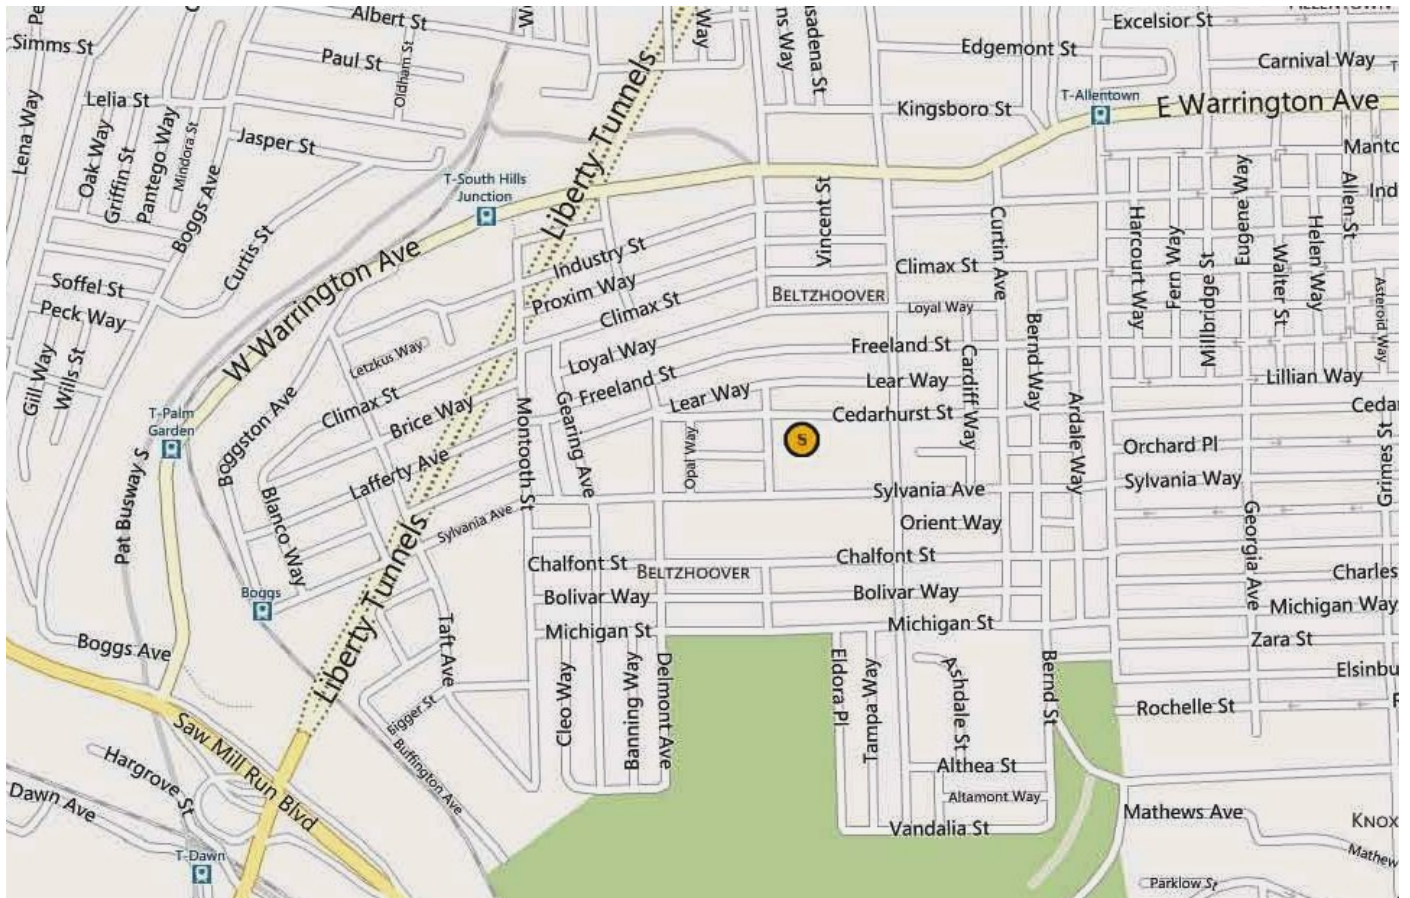 Albert St
Simms St
Excelsior St
Edgemont St
Paul St
Oldham St
Carnival Way
Lelia St
T-Allentown
E Warrington Ave
Kingsboro St
Lena Way
Oak Way
Griffin St
Pantego Way
Mindora St
Jasper St
Boggs Ave
Liberty Tunnels
T-South Hills
Junction
Vincent St
Curtis St
Curtin Ave
Harcourt Way
Fern Way
Millbridge St
Eugene Way
Walter St
Helen Way
Allen St
Asteroid Way
Industry St
Climax St
W Warrington Ave
Soffel St
Proxim Way
Beltzhoover
Peck Way
Climax St
Loyal Way
Bernd Way
Gill Way
Wills St
Letzkus Way
Loyal Way
Freeland St
Cardiff Way
Freeland St
Lear Way
Lillian Way
Climax St
Lear Way
Brice Way
Montooth St
Gearing Ave
Cedarhurst St
Ardale Way
T-Palm
Garden
Boggston Ave
Opal Way
S
Orchard Pl
Grimes St
Lafferty Ave
Sylvania Way
Pat Busway S
Blanco Way
Sylvania Ave
Sylvania Ave
Orient Way
Georgia Ave
Liberty Tunnels
Chalfont St
Beltzhoover
Chalfont St
Boggs
Bolivar Way
Bolivar Way
Michigan Way
Taft Ave
Michigan St
Michigan St
Zara St
Boggs Ave
Cleo Way
Banning Way
Delmont Ave
Eldora Pl
Tampa Way
Ashdale St
Bernd St
Rochelle St
Bigger St
Saw Mill Run Blvd
Buffington Ave
Hargrove St
Althea St
Altamont Way
Dawn Ave
Mathews Ave
Vandalia St
T-Dawn
Parklow St